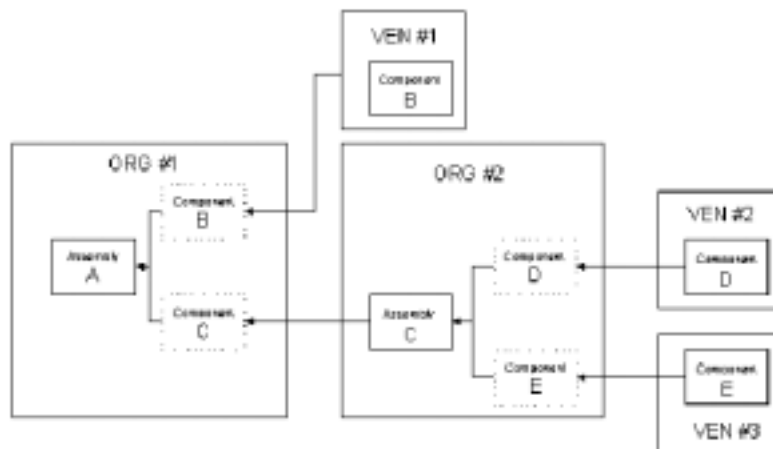 VEN #1
Component
B
ORG #1
Component
B
Assembly
A
Component
C
ORG #2
Component
D
Assembly
C
Component
E
VEN #2
Component
D
Component
E
VEN #3